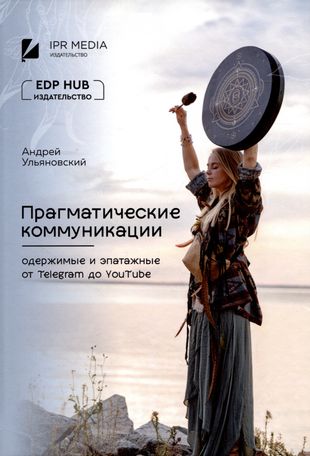 IPR MEDIA
ИЗДАТЕЛЬСТВО
EDP HUB
ИЗДАТЕЛЬСТВО
Андрей
Ульяновский
Прагматические
коммуникации
одержимые и эпатажные
от Telegram до YouTube